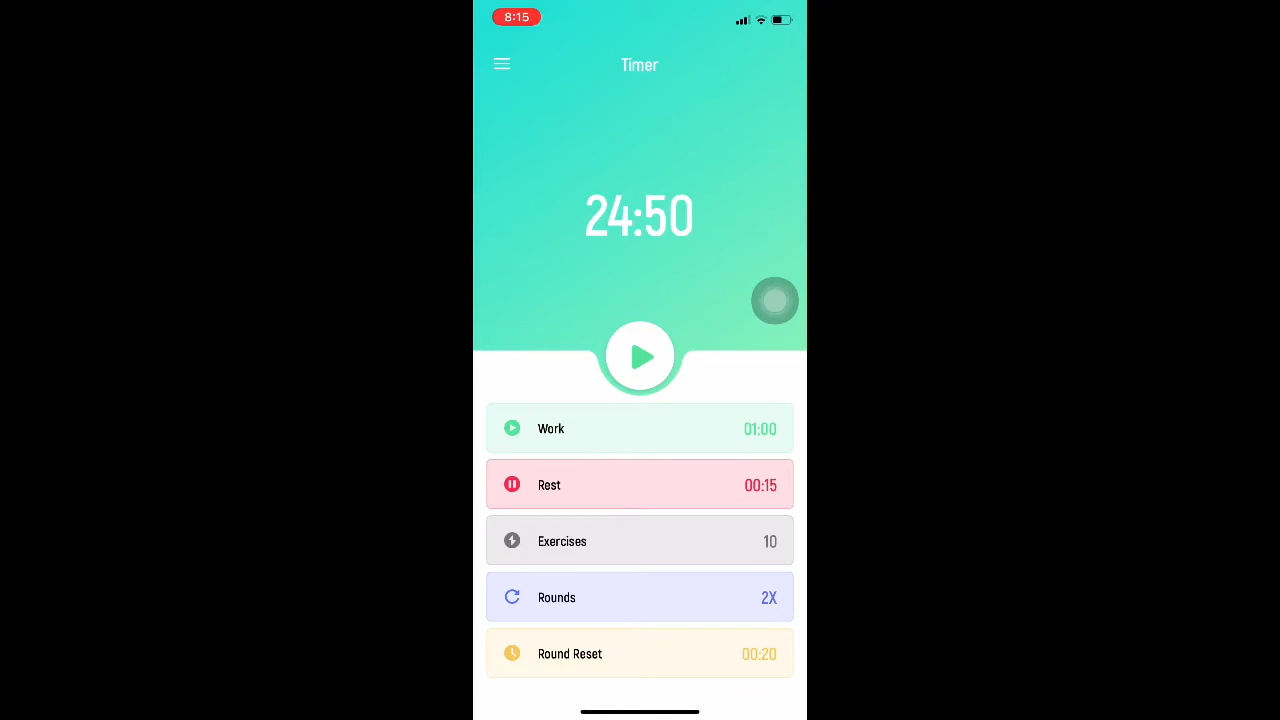 8:15
Timer
24:50
Work 01:00
Rest 00:15
Exercises 10
Rounds 2X
Round Reset 00:20